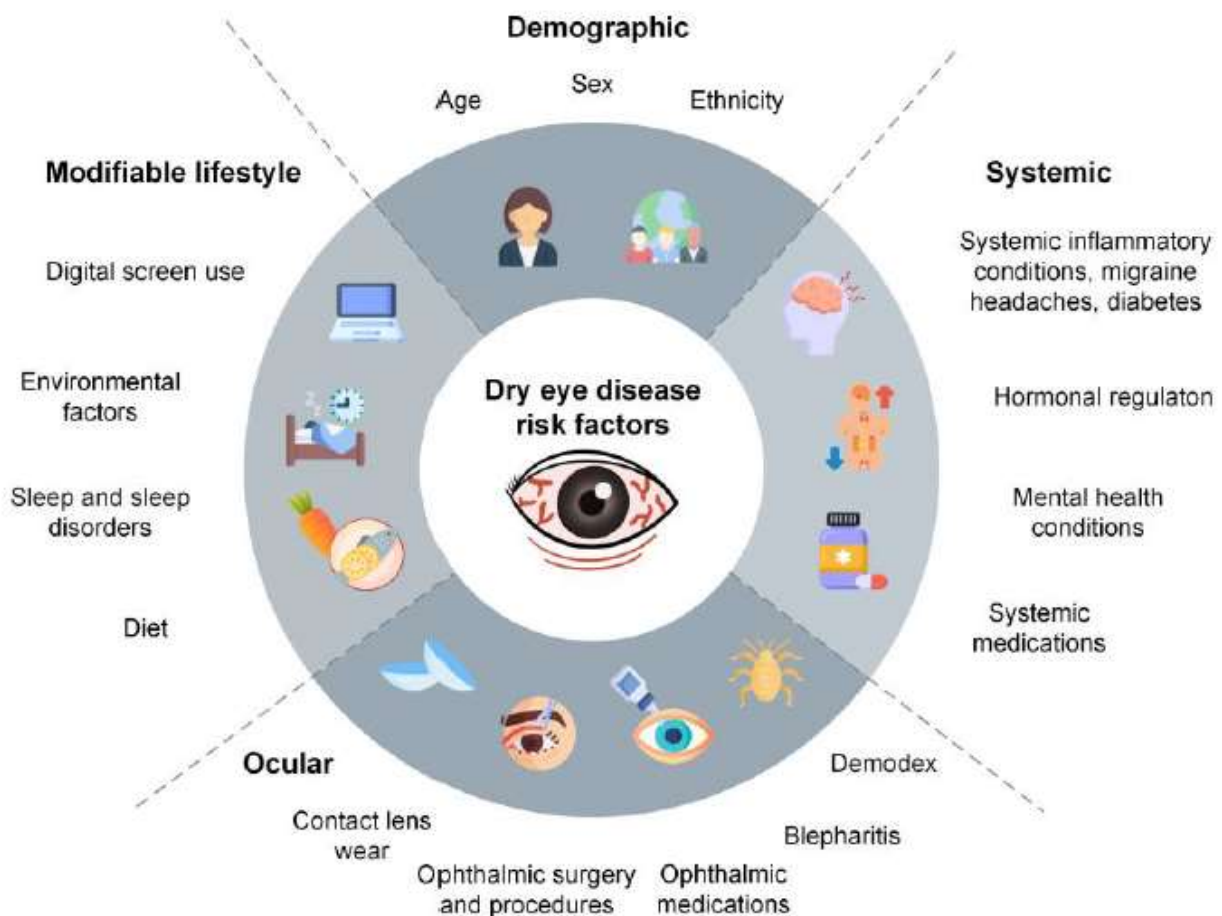 Demographic
Age
Sex
Ethnicity
Modifiable lifestyle
Digital screen use
Environmental
factors
Sleep and sleep
disorders
Diet
Systemic
Systemic inflammatory
conditions, migraine
headaches, diabetes
Hormonal regulaton
Mental health
conditions
Systemic
medications
Dry eye disease
risk factors
Ocular
Contact lens
wear
Ophthalmic surgery
and procedures
Ophthalmic
medications
Blepharitis
Demodex